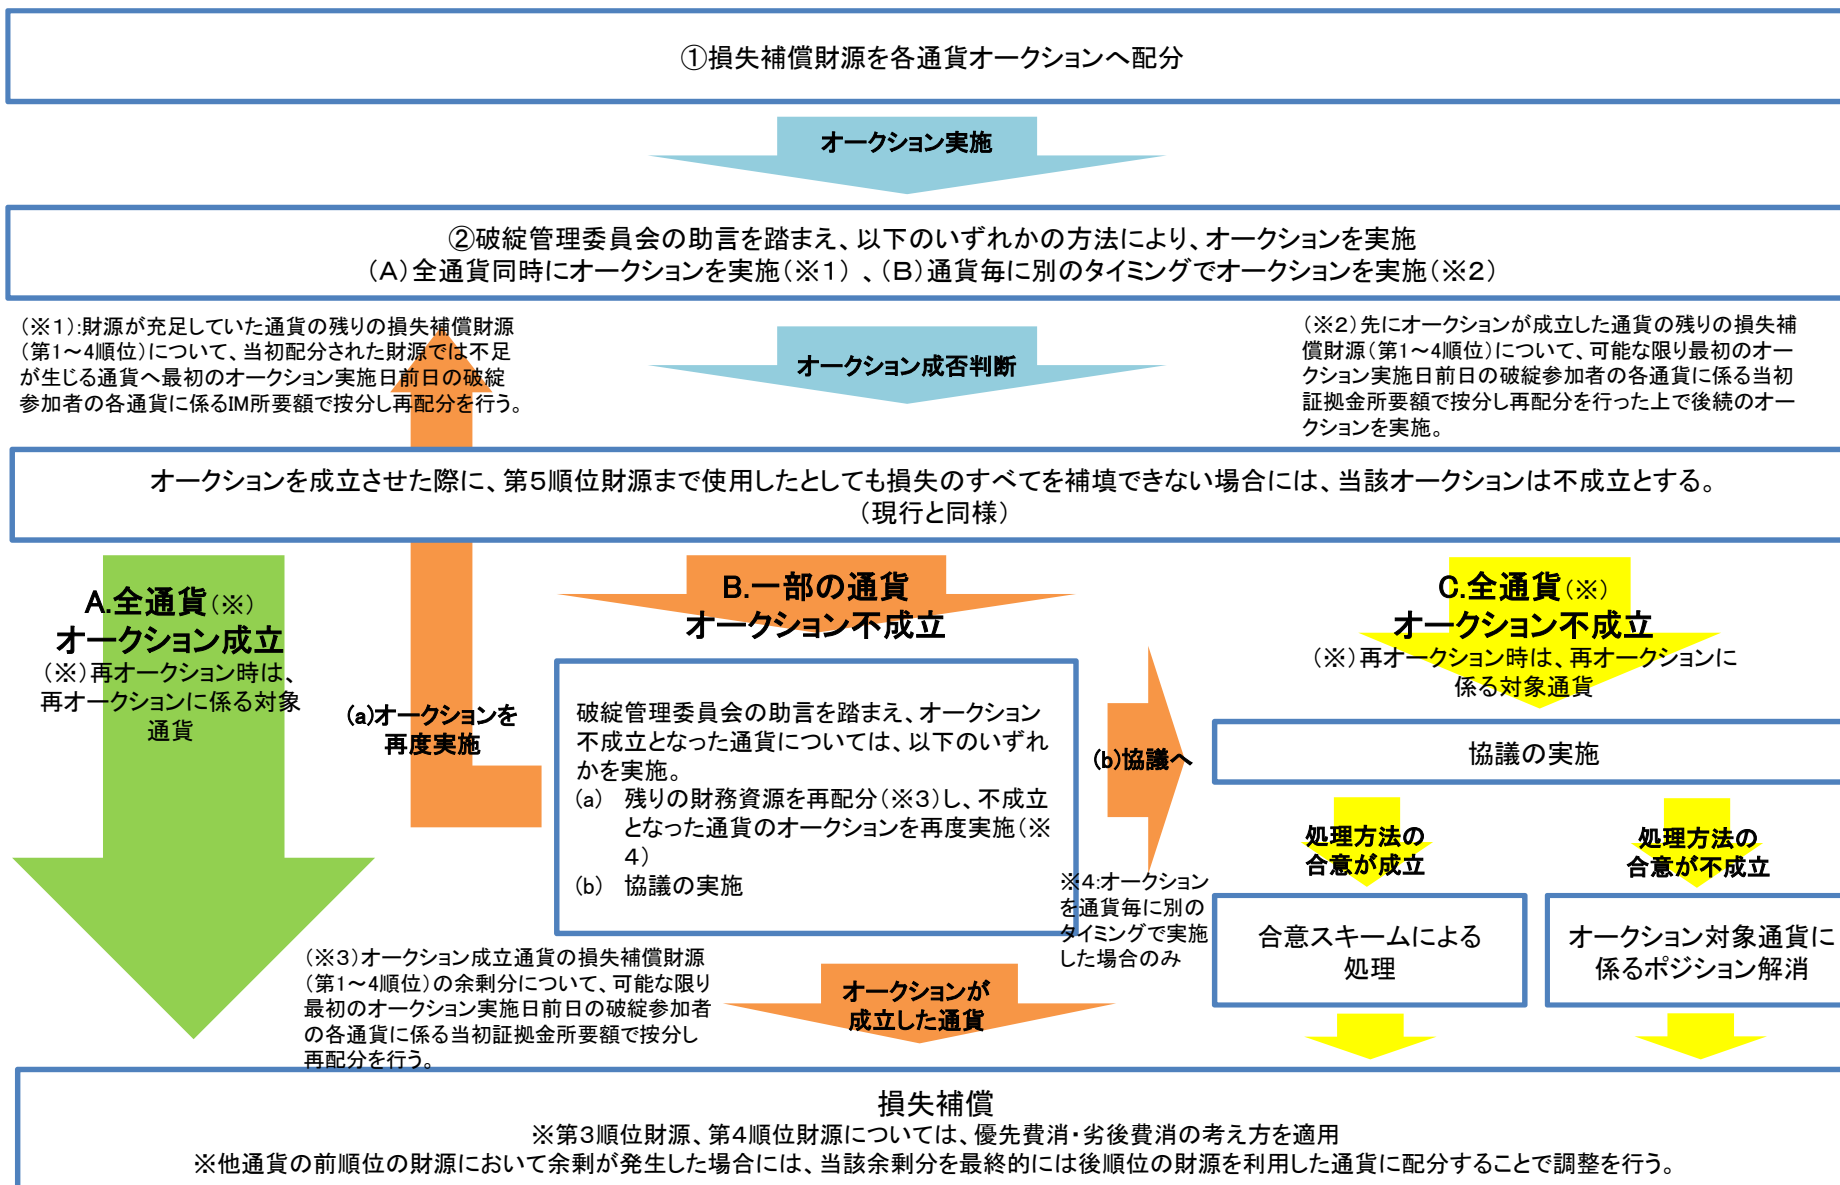 ①損失補償財源を各通貨オークションへ配分
オークション実施
②破綻管理委員会の助言を踏まえ、以下のいずれかの方法により、オークションを実施
(A)全通貨同時にオークションを実施(※1) 、(B)通貨毎に別のタイミングでオークションを実施(※2)
(※1):財源が充足していた通貨の残りの損失補償財源
(第1~4順位)について、当初配分された財源では不足
が生じる通貨へ最初のオークション実施日前日の破綻
参加者の各通貨に係るIM所要額で按分し再配分を行う。
オークション成否判断
(※2)先にオークションが成立した通貨の残りの損失補
償財源(第1~4順位)について、可能な限り最初のオー
クション実施日前日の破綻参加者の各通貨に係る当初
証拠金所要額で按分し再配分を行った上で後続のオー
クションを実施。
オークションを成立させた際に、第5順位財源まで使用したとしても損失のすべてを補填できない場合には、当該オークションは不成立とする。
(現行と同様)
A.全通貨(※)
オークション成立
(※)再オークション時は、
再オークションに係る対象
通貨
(a)オークションを
再度実施
B.一部の通貨
オークション不成立
破綻管理委員会の助言を踏まえ、オークション
不成立となった通貨については、以下のいずれ
かを実施。
(a) 残りの財務資源を再配分(※3)し、不成立
となった通貨のオークションを再度実施(※
4)
(b) 協議の実施
(b)協議へ
※4:オークション
を通貨毎に別の
タイミングで実施
した場合のみ
C.全通貨(※)
オークション不成立
(※)再オークション時は、再オークションに
係る対象通貨
協議の実施
処理方法の
合意が成立
処理方法の
合意が不成立
合意スキームによる
処理
オークション対象通貨に
係るポジション解消
(※3)オークション成立通貨の損失補償財源
(第1~4順位)の余剰分について、可能な限り
最初のオークション実施日前日の破綻参加者
の各通貨に係る当初証拠金所要額で按分し
再配分を行う。
オークションが
成立した通貨
損失補償
※第3順位財源、第4順位財源については、優先費消・劣後費消の考え方を適用
※他通貨の前順位の財源において余剰が発生した場合には、当該余剰分を最終的には後順位の財源を利用した通貨に配分することで調整を行う。